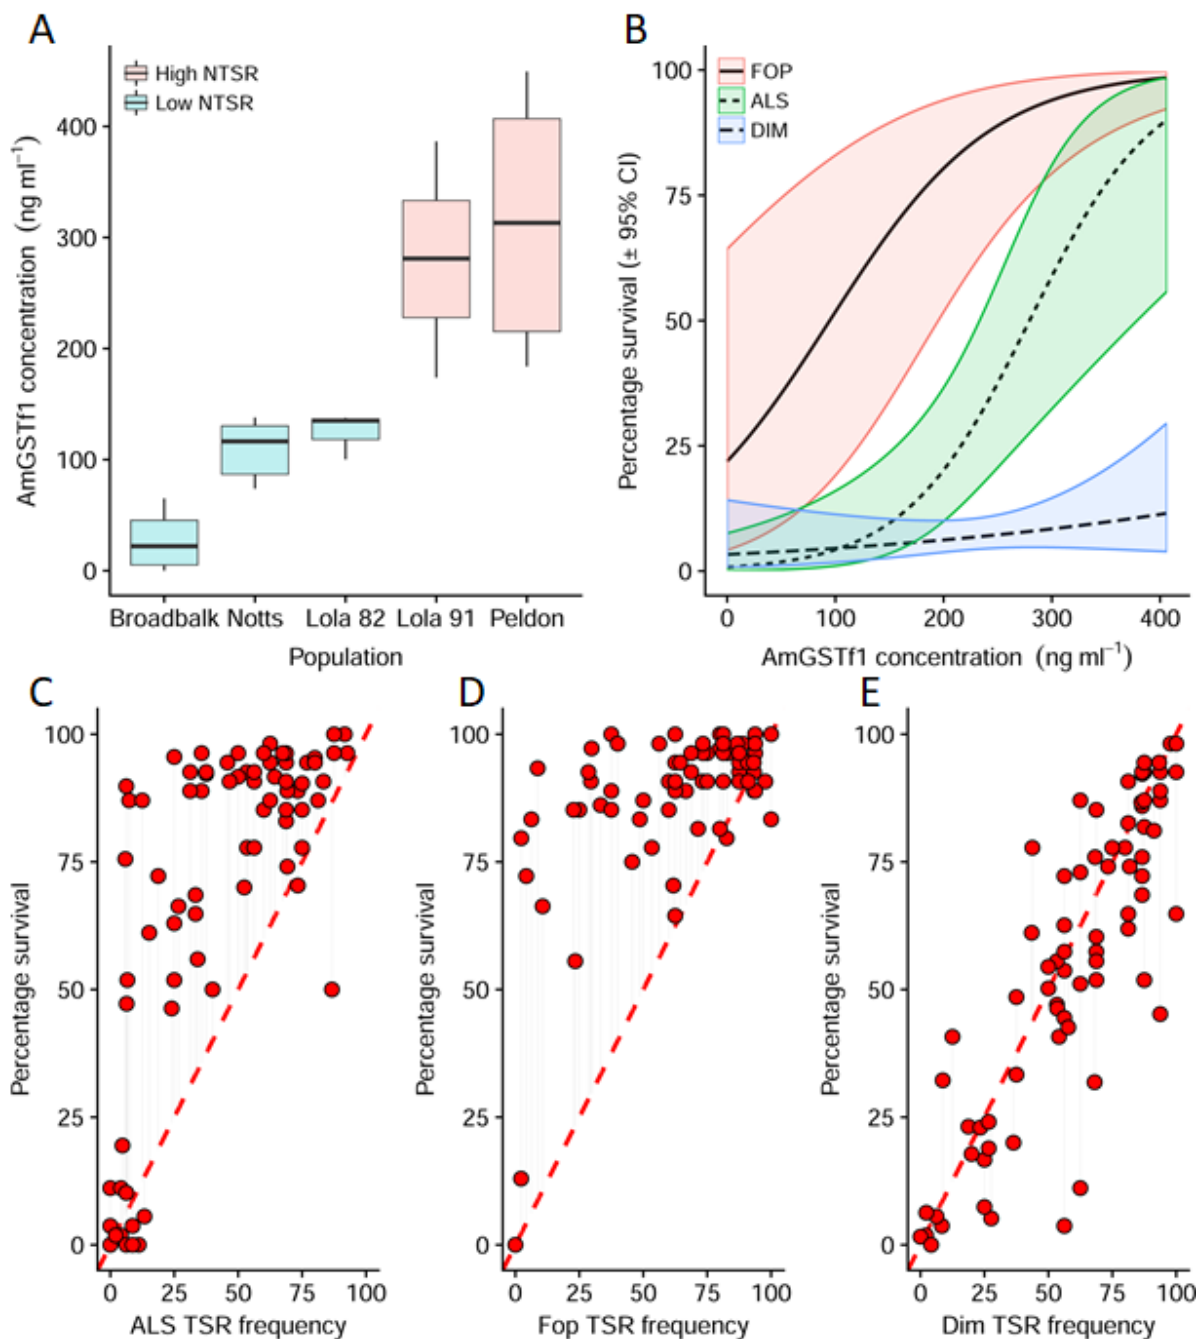 A
High NTSR
Low NTSR
AmGSTf1 concentration (ng ml⁻¹)
400
300
200
100
0
Broadbalk Notts Lola 82 Lola 91 Peldon
Population
B
FOP
ALS
DIM
Percentage survival (± 95% CI)
100
75
50
25
0
0 100 200 300 400
AmGSTf1 concentration (ng ml⁻¹)
C
Percentage survival
100
75
50
25
0
0 25 50 75 100
ALS TSR frequency
D
Percentage survival
100
75
50
25
0
0 25 50 75 100
Fop TSR frequency
E
Percentage survival
100
75
50
25
0
0 25 50 75 100
Dim TSR frequency